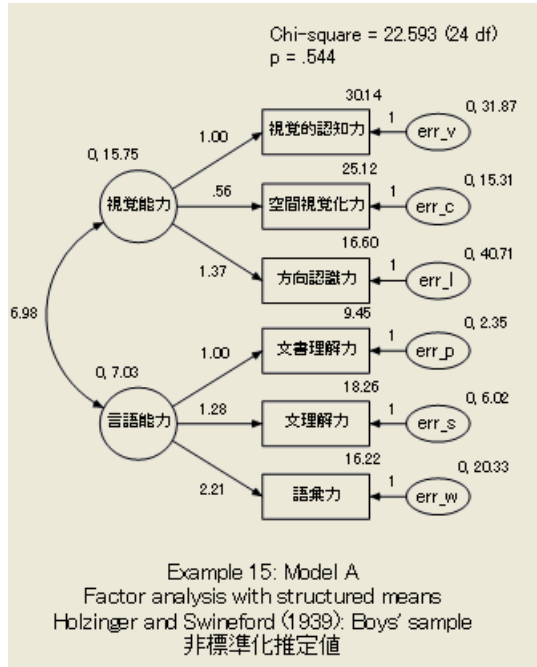 Chi-square = 22.593 (24 df)
p = .544
30.14
0, 31.87
1.00
視覚的認知力
1
err_v
0, 15.75
25.12
0, 15.31
視覚能力
.56
空間視覚化力
1
err_c
16.60
0, 40.71
1.37
方向認識力
1
err_l
6.98
9.45
0, 2.35
1.00
文書理解力
1
err_p
0, 7.03
18.26
0, 6.02
言語能力
1.28
文理解力
1
err_s
16.22
0, 20.33
2.21
語彙力
1
err_w
Example 15: Model A
Factor analysis with structured means
Holzinger and Swineford (1939): Boys' sample
非標準化推定値